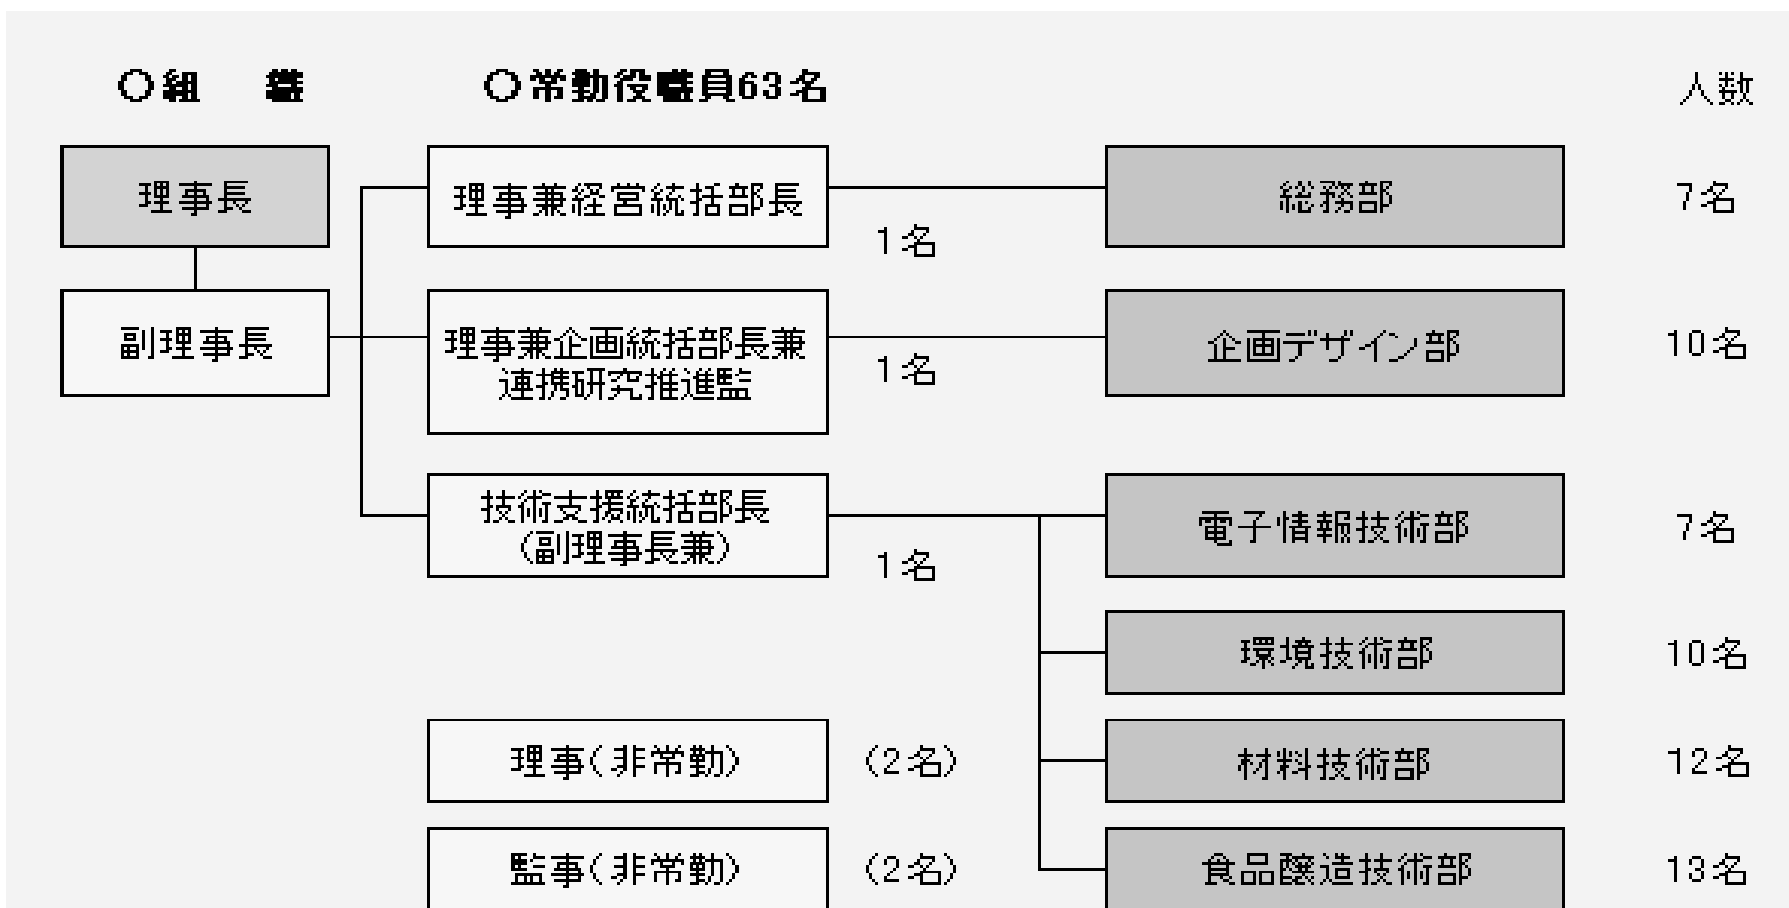 ○組　織
○常勤役職員63名
人数
理事長
理事兼経営統括部長
1名
総務部
7名
副理事長
理事兼企画統括部長兼
連携研究推進監
1名
企画デザイン部
10名
技術支援統括部長
(副理事長兼)
1名
電子情報技術部
7名
環境技術部
10名
理事(非常勤)
(2名)
材料技術部
12名
監事(非常勤)
(2名)
食品醸造技術部
13名